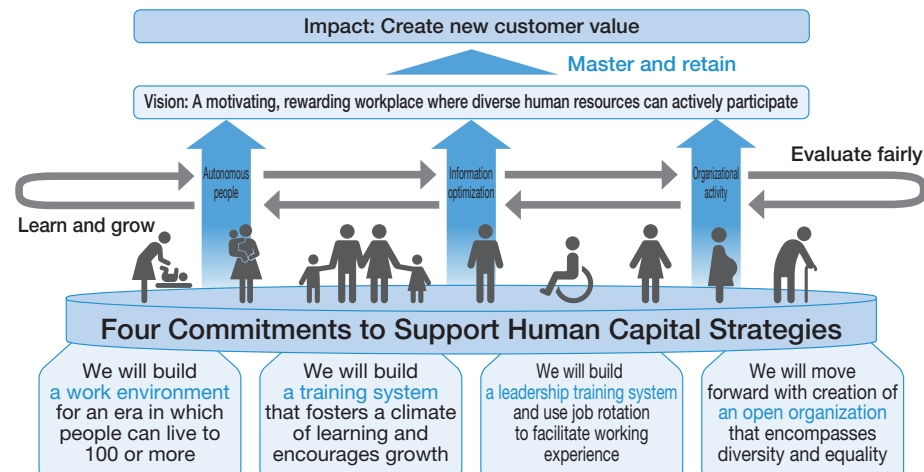 Impact: Create new customer value
Master and retain
Vision: A motivating, rewarding workplace where diverse human resources can actively participate
Evaluate fairly
Autonomous
people
Information
optimization
Organizational
activity
Learn and grow
Four Commitments to Support Human Capital Strategies
We will build
a work environment
for an era in which
people can live to
100 or more
We will build
a training system
that fosters a climate
of learning and
encourages growth
We will build
a leadership training system
and use job rotation
to facilitate working
experience
We will move
forward with creation of
an open organization
that encompasses
diversity and equality